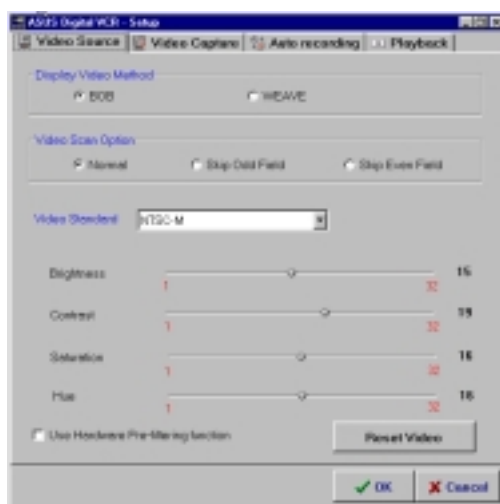 ASUS Digital VCR - Setup
Video Source Video Capture Auto recording Playback
Display Video Method
BOB WEAVE
Video Scan Option
Normal Skip Odd Field Skip Even Field
Video Standard NTSC-M
Brightness 15
1 32
Contrast 19
1 32
Saturation 16
1 32
Hue 16
1 32
Use Hardware Pre-filtering function Reset Video
OK Cancel